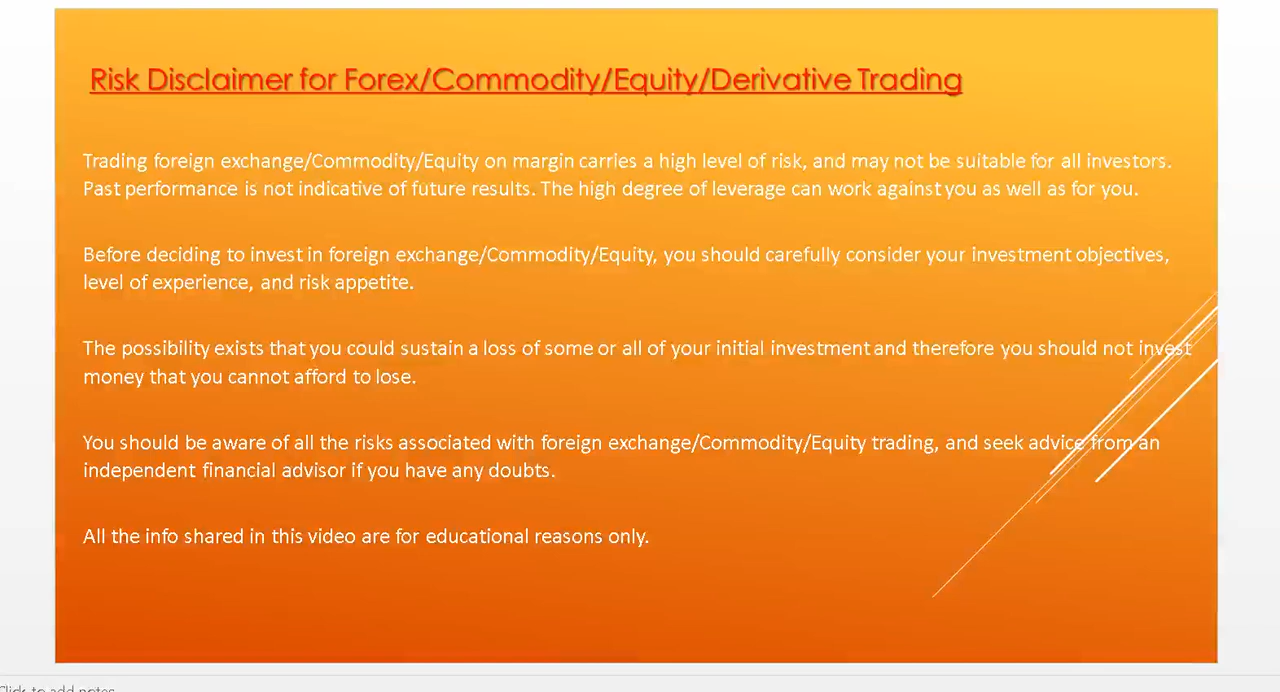 Risk Disclaimer for Forex/Commodity/Equity/Derivative Trading
Trading foreign exchange/Commodity/Equity on margin carries a high level of risk, and may not be suitable for all investors.
Past performance is not indicative of future results. The high degree of leverage can work against you as well as for you.
Before deciding to invest in foreign exchange/Commodity/Equity, you should carefully consider your investment objectives,
level of experience, and risk appetite.
The possibility exists that you could sustain a loss of some or all of your initial investment and therefore you should not invest
money that you cannot afford to lose.
You should be aware of all the risks associated with foreign exchange/Commodity/Equity trading, and seek advice from an
independent financial advisor if you have any doubts.
All the info shared in this video are for educational reasons only.
Click to add notes